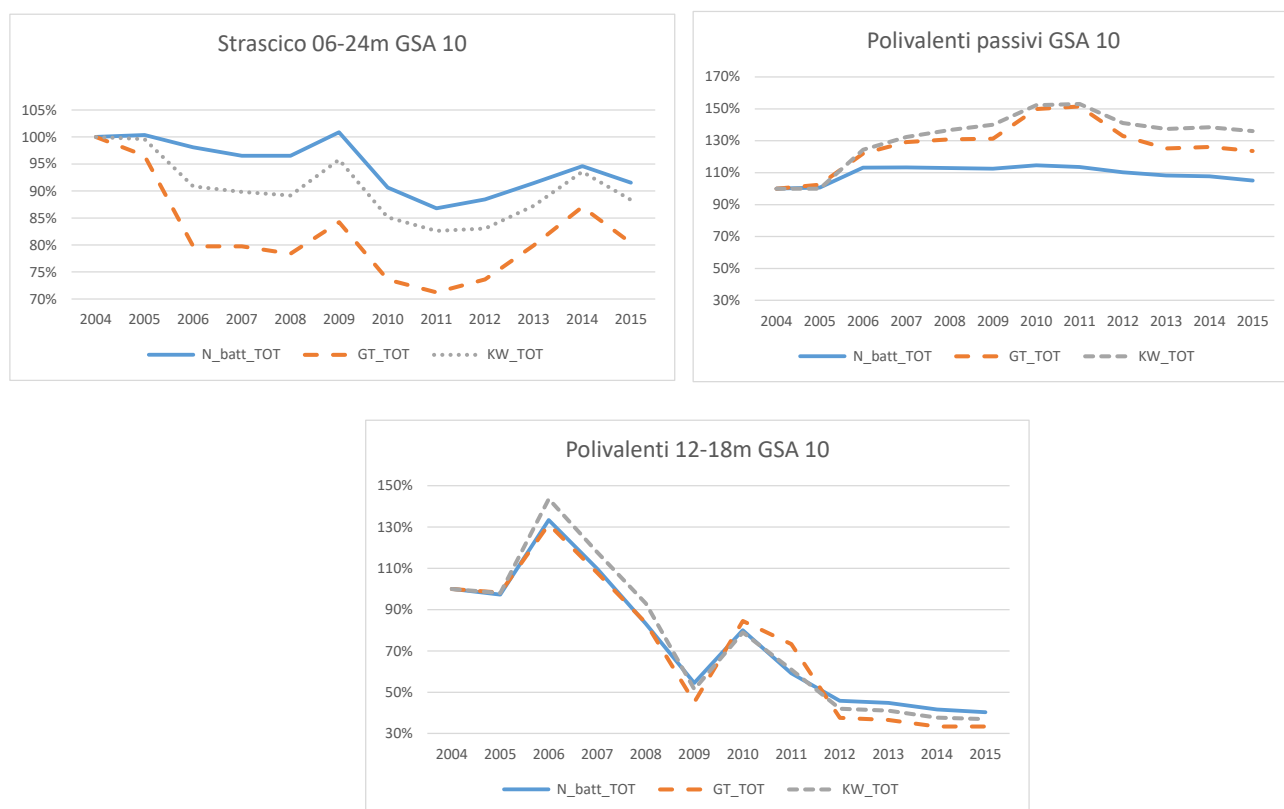 Strascico 06-24m GSA 10
105%
100%
95%
90%
85%
80%
75%
70%
2004 2005 2006 2007 2008 2009 2010 2011 2012 2013 2014 2015
N_batt_TOT GT_TOT KW_TOT
Polivalenti passivi GSA 10
170%
150%
130%
110%
90%
70%
50%
30%
2004 2005 2006 2007 2008 2009 2010 2011 2012 2013 2014 2015
N_batt_TOT GT_TOT KW_TOT
Polivalenti 12-18m GSA 10
150%
130%
110%
90%
70%
50%
30%
2004 2005 2006 2007 2008 2009 2010 2011 2012 2013 2014 2015
N_batt_TOT GT_TOT KW_TOT